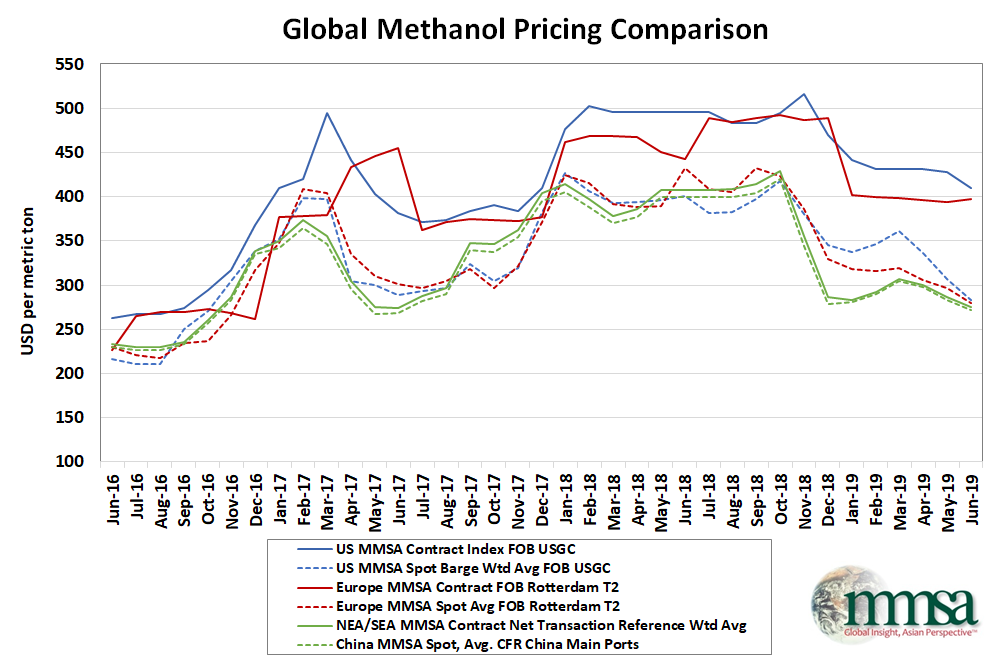 Global Methanol Pricing Comparison
USD per metric ton
550
500
450
400
350
300
250
200
150
100
Jun-16
Jul-16
Aug-16
Sep-16
Oct-16
Nov-16
Dec-16
Jan-17
Feb-17
Mar-17
Apr-17
May-17
Jun-17
Jul-17
Aug-17
Sep-17
Oct-17
Nov-17
Dec-17
Jan-18
Feb-18
Mar-18
Apr-18
May-18
Jun-18
Jul-18
Aug-18
Sep-18
Oct-18
Nov-18
Dec-18
Jan-19
Feb-19
Mar-19
Apr-19
May-19
Jun-19
US MMSA Contract Index FOB USGC
US MMSA Spot Barge Wtd Avg FOB USGC
Europe MMSA Contract FOB Rotterdam T2
Europe MMSA Spot Avg FOB Rotterdam T2
NEA/SEA MMSA Contract Net Transaction Reference Wtd Avg
China MMSA Spot, Avg. CFR China Main Ports
mmsa
Global Insight, Asian Perspective™